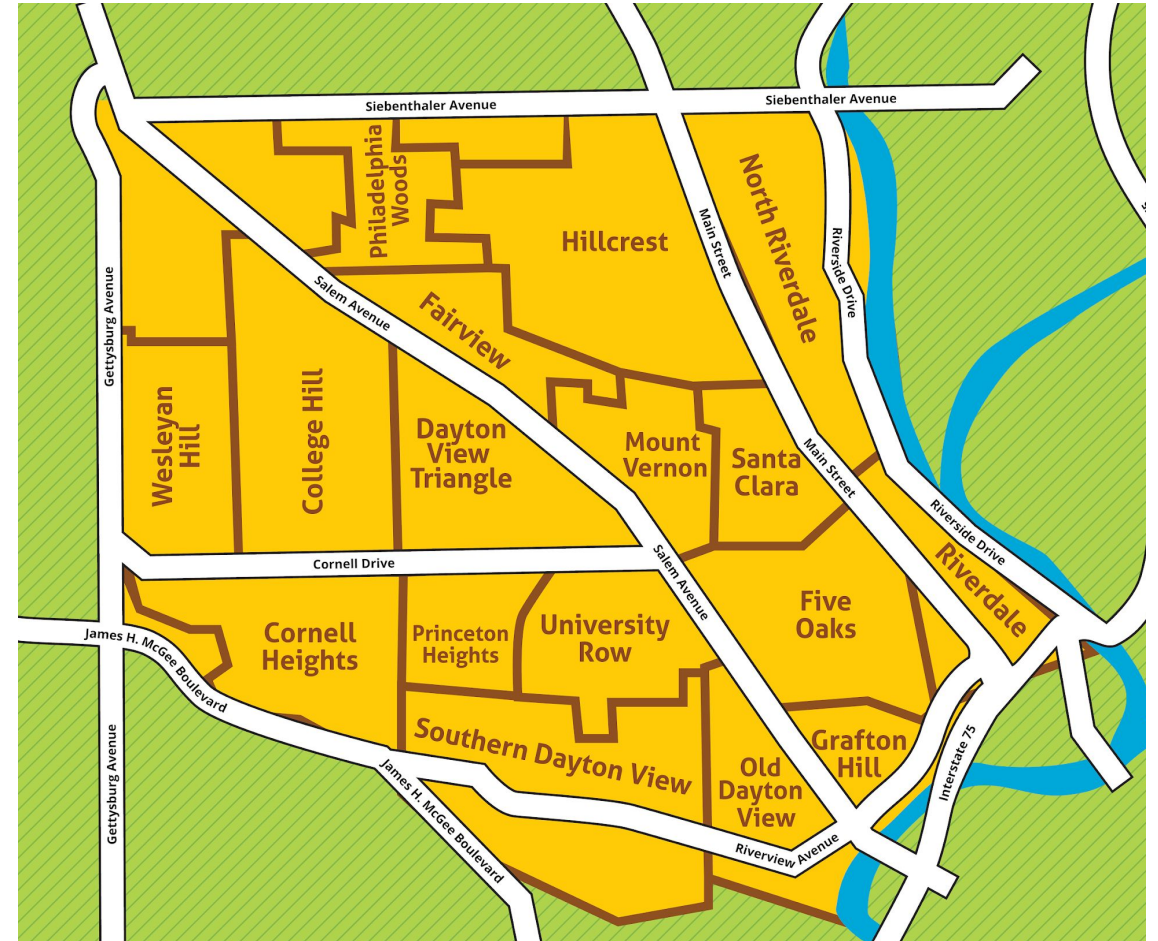 Siebenthaler Avenue
Siebenthaler Avenue
Philadelphia
Woods
North Riverdale
Hillcrest
Main Street
Riverside Drive
Gettysburg Avenue
Salem Avenue
Fairview
Wesleyan
Hill
College Hill
Dayton
View
Triangle
Mount
Vernon
Santa
Clara
Main Street
Riverside Drive
Riverdale
Cornell Drive
Salem Avenue
Five
Oaks
Cornell
Heights
Princeton
Heights
University
Row
James H. McGee Boulevard
Southern Dayton View
Grafton
Hill
Old
Dayton
View
Interstate 75
Gettysburg Avenue
James H. McGee Boulevard
Riverview Avenue